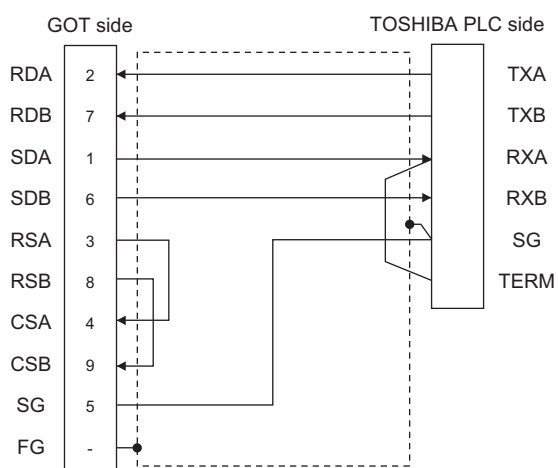 GOT side TOSHIBA PLC side
RDA 2 TXA
RDB 7 TXB
SDA 1 RXA
SDB 6 RXB
RSA 3 SG
RSB 8 TERM
CSA 4
CSB 9
SG 5
FG -